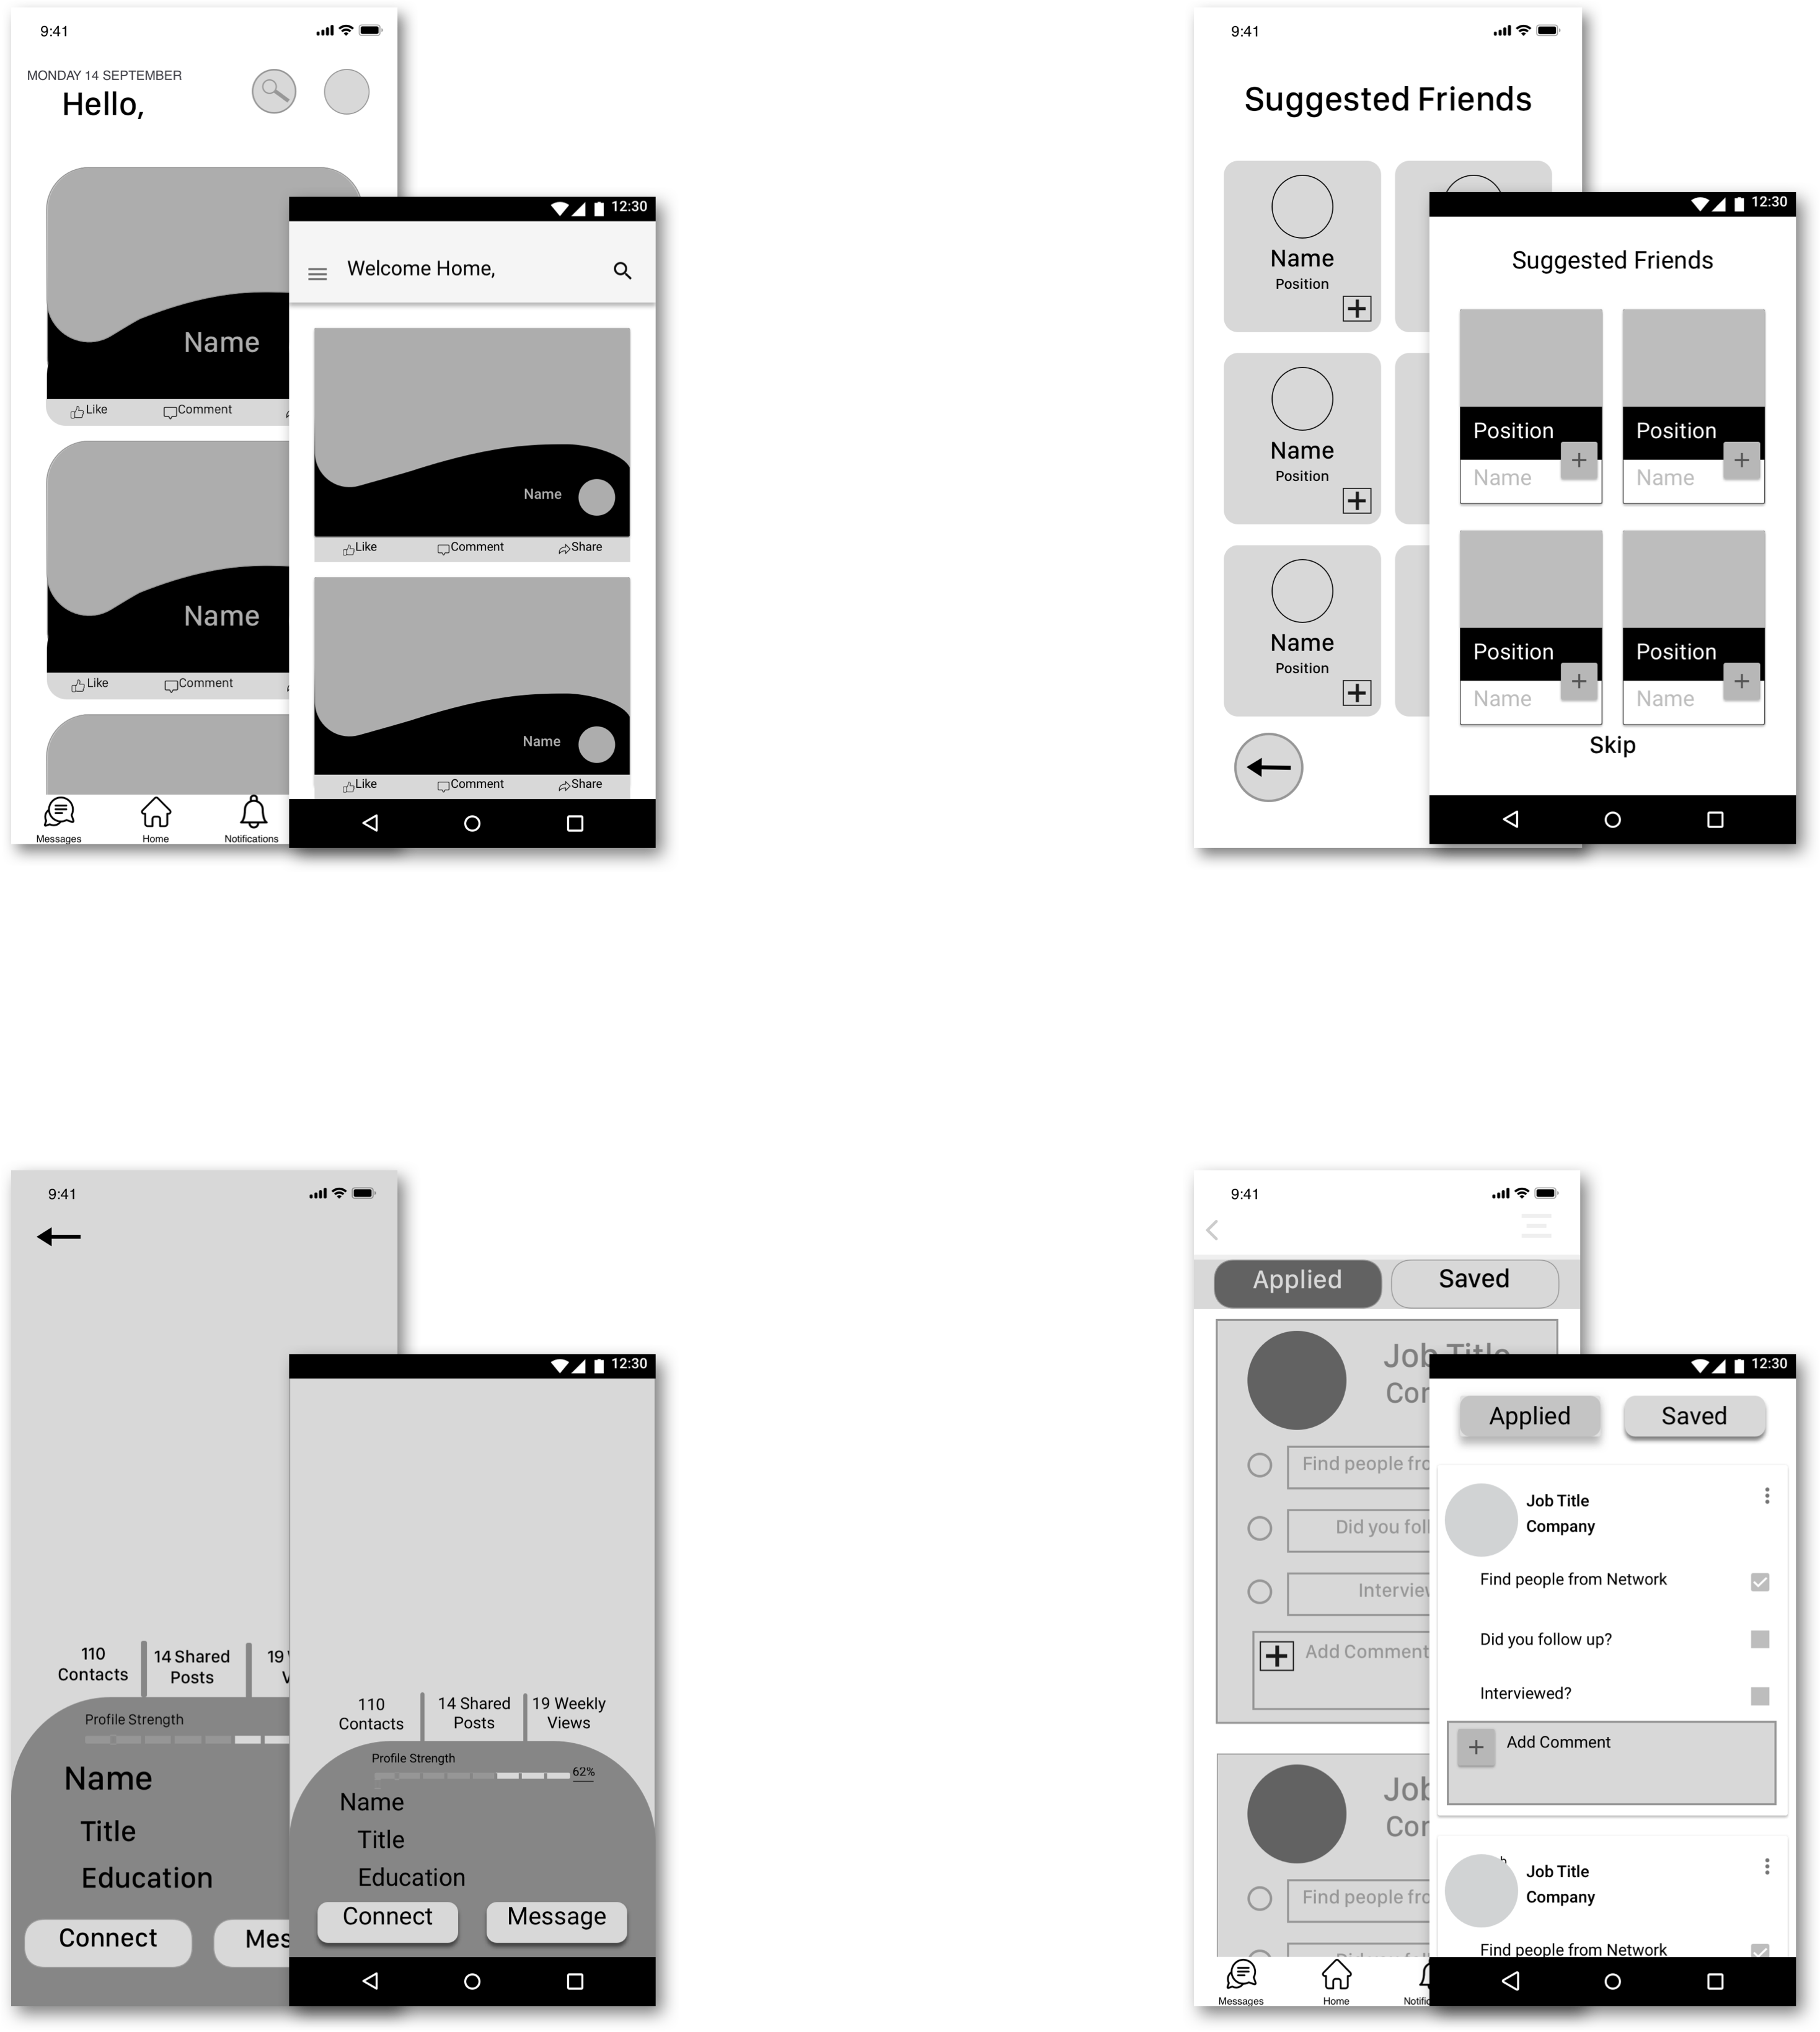 9:41
MONDAY 14 SEPTEMBER
Hello,
Name
Like
Comment
Name
Like
Comment
Messages
Home
Notifications
12:30
Welcome Home,
Name
Like
Comment
Share
Name
Like
Comment
Share
9:41
Suggested Friends
Name
Position
Name
Position
Name
Position
12:30
Suggested Friends
Position
Name
Position
Name
Position
Name
Position
Name
Skip
9:41
110
Contacts
14 Shared
Posts
19
Profile Strength
Name
Title
Education
Connect
Mes
12:30
110
Contacts
14 Shared
Posts
19 Weekly
Views
Profile Strength
62%
Name
Title
Education
Connect
Message
9:41
Applied
Saved
Job Title
Find people fro
Did you foll
Add Comment
Find people fro
Messages
Home
12:30
Applied
Saved
Job Title
Company
Find people from Network
Did you follow up?
Interviewed?
Add Comment
Job Title
Company
Find people from Network